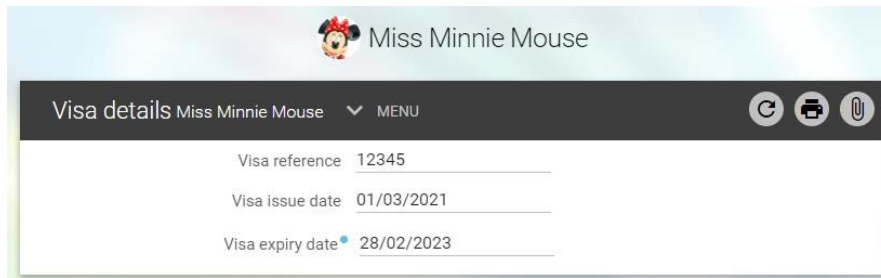 Miss Minnie Mouse
Visa details Miss Minnie Mouse MENU
Visa reference 12345
Visa issue date 01/03/2021
Visa expiry date 28/02/2023